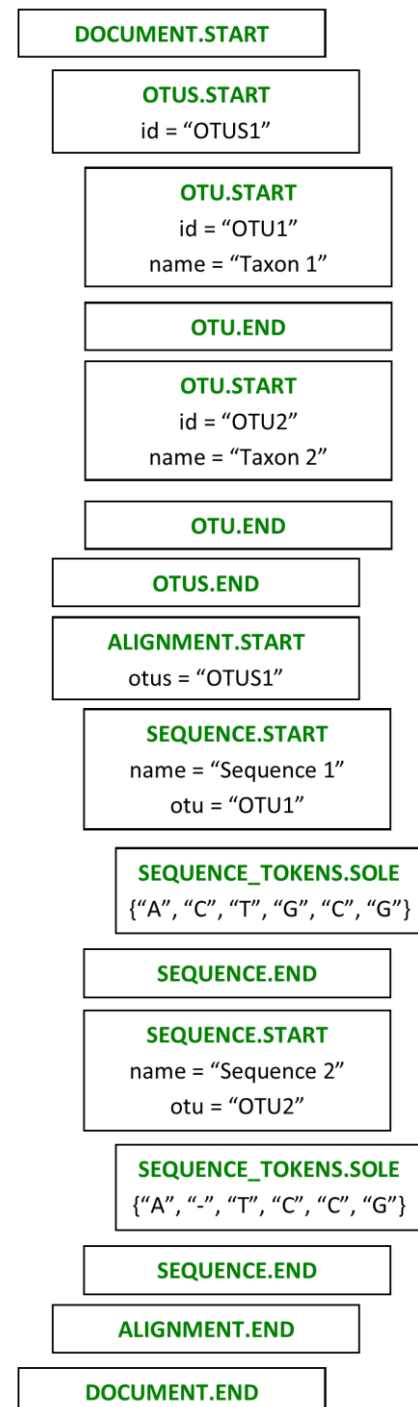 DOCUMENT.START
OTUS.START
id = “OTUS1”
OTU.START
id = “OTU1”
name = “Taxon 1”
OTU.END
OTU.START
id = “OTU2”
name = “Taxon 2”
OTU.END
OTUS.END
ALIGNMENT.START
otus = “OTUS1”
SEQUENCE.START
name = “Sequence 1”
otu = “OTU1”
SEQUENCE_TOKENS.SOLE
{“A”, “C”, “T”, “G”, “C”, “G”}
SEQUENCE.END
SEQUENCE.START
name = “Sequence 2”
otu = “OTU2”
SEQUENCE_TOKENS.SOLE
{“A”, “-”, “T”, “C”, “C”, “G”}
SEQUENCE.END
ALIGNMENT.END
DOCUMENT.END